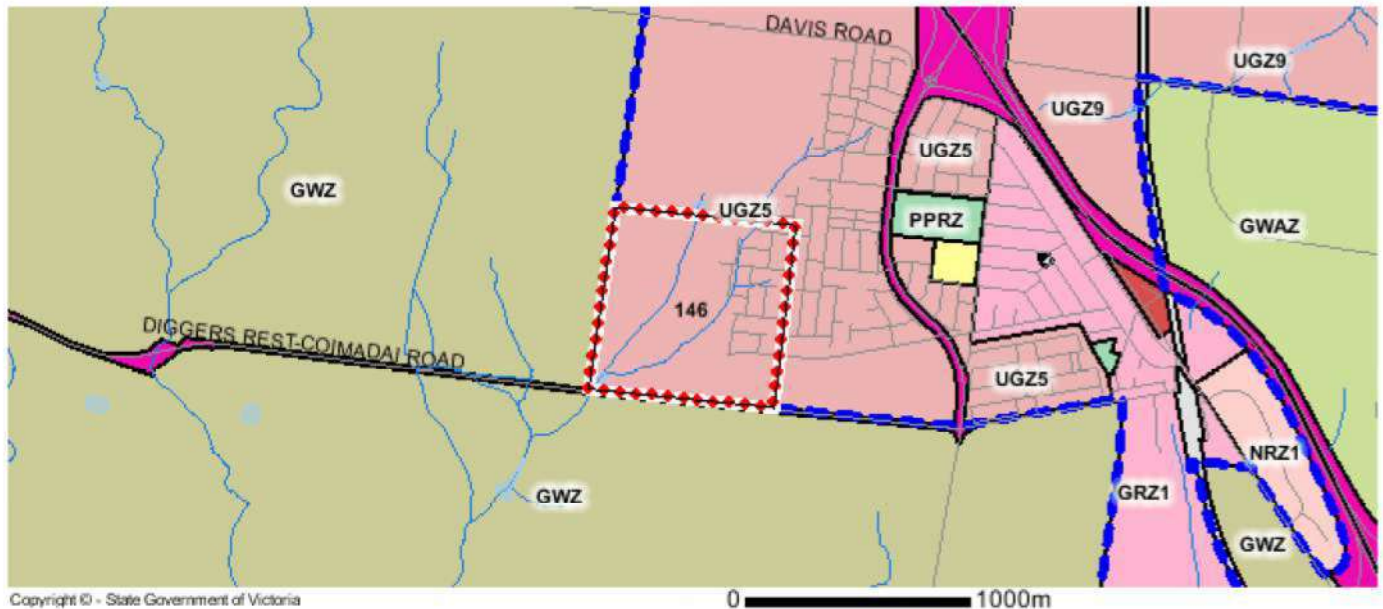 DAVIS ROAD
UGZ9
UGZ9
UGZ5
GWZ
UGZ5
PPRZ
GWAZ
146
DIGGERS REST-COIMADAI ROAD
UGZ5
NRZ1
GWZ
GRZ1
GWZ
Copyright © - State Government of Victoria
0 1000m